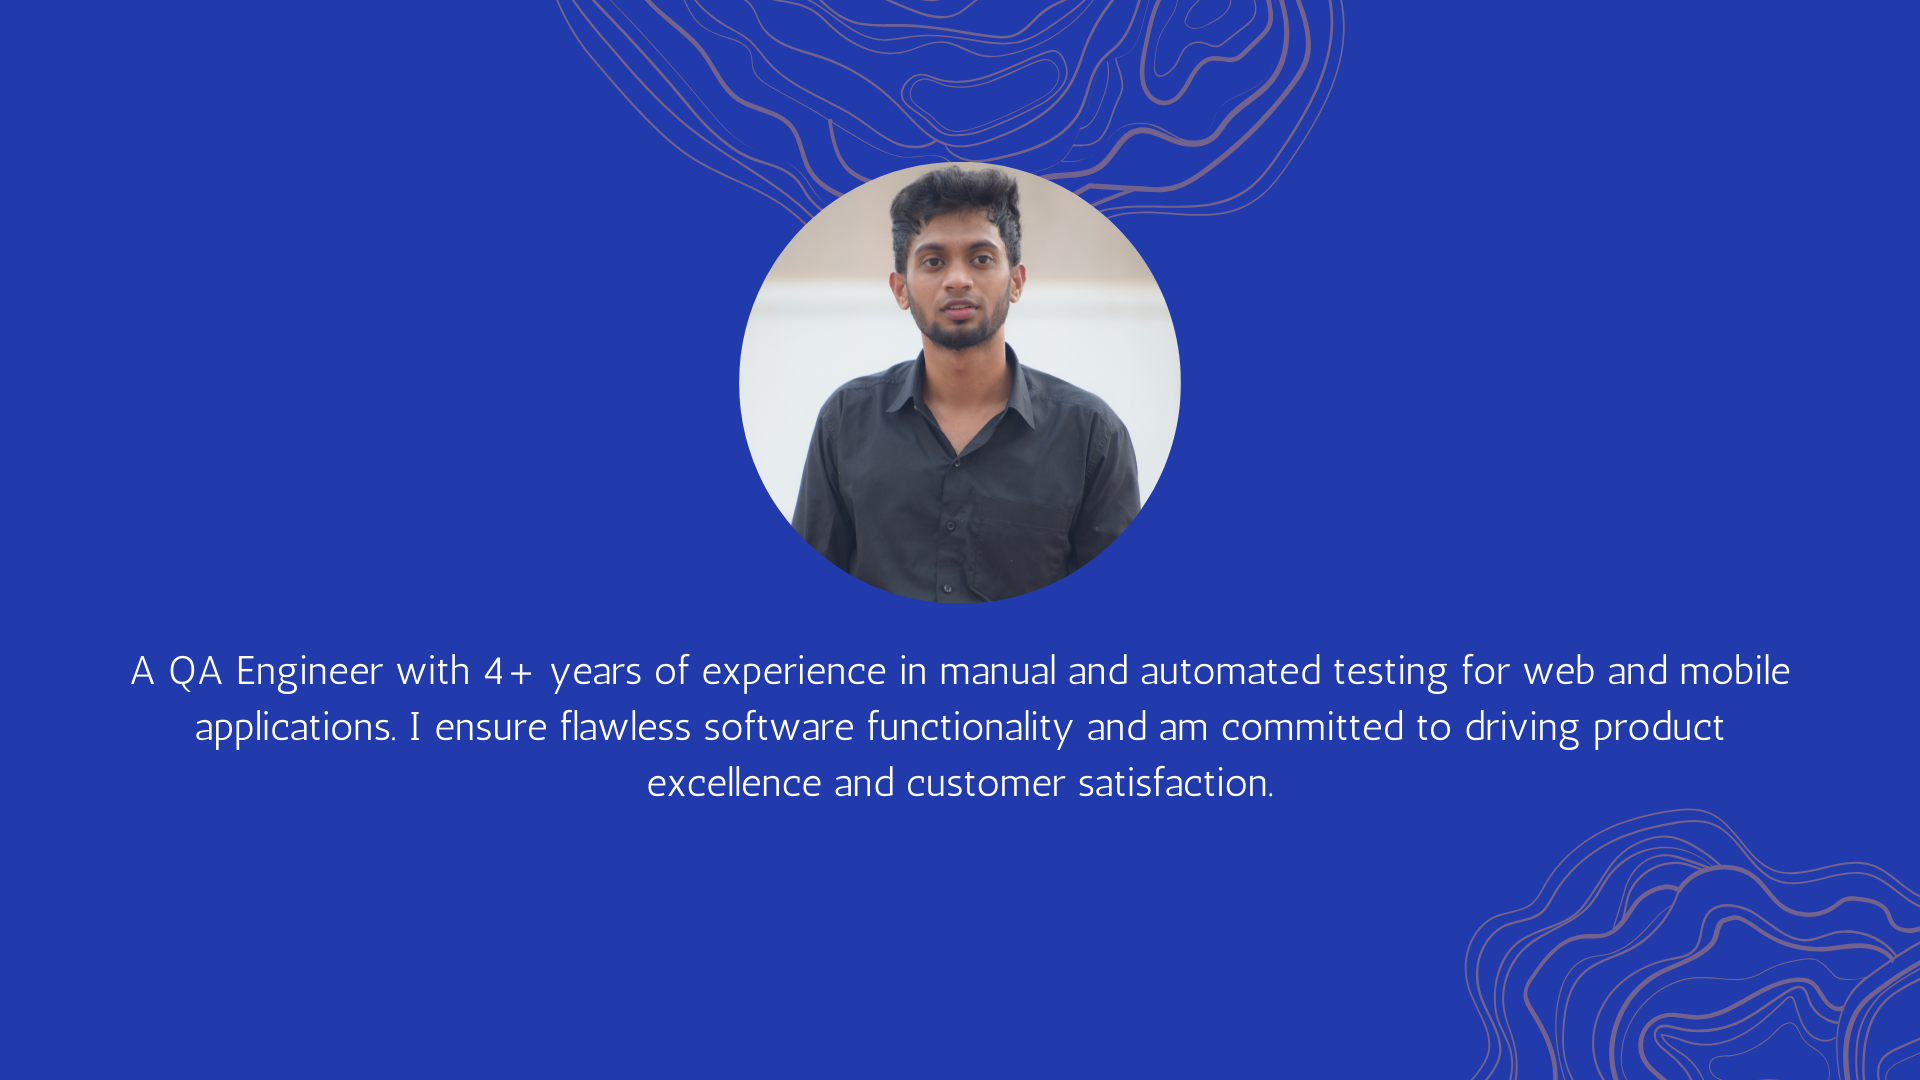 A QA Engineer with 4+ years of experience in manual and automated testing for web and mobile
applications. I ensure flawless software functionality and am committed to driving product
excellence and customer satisfaction.